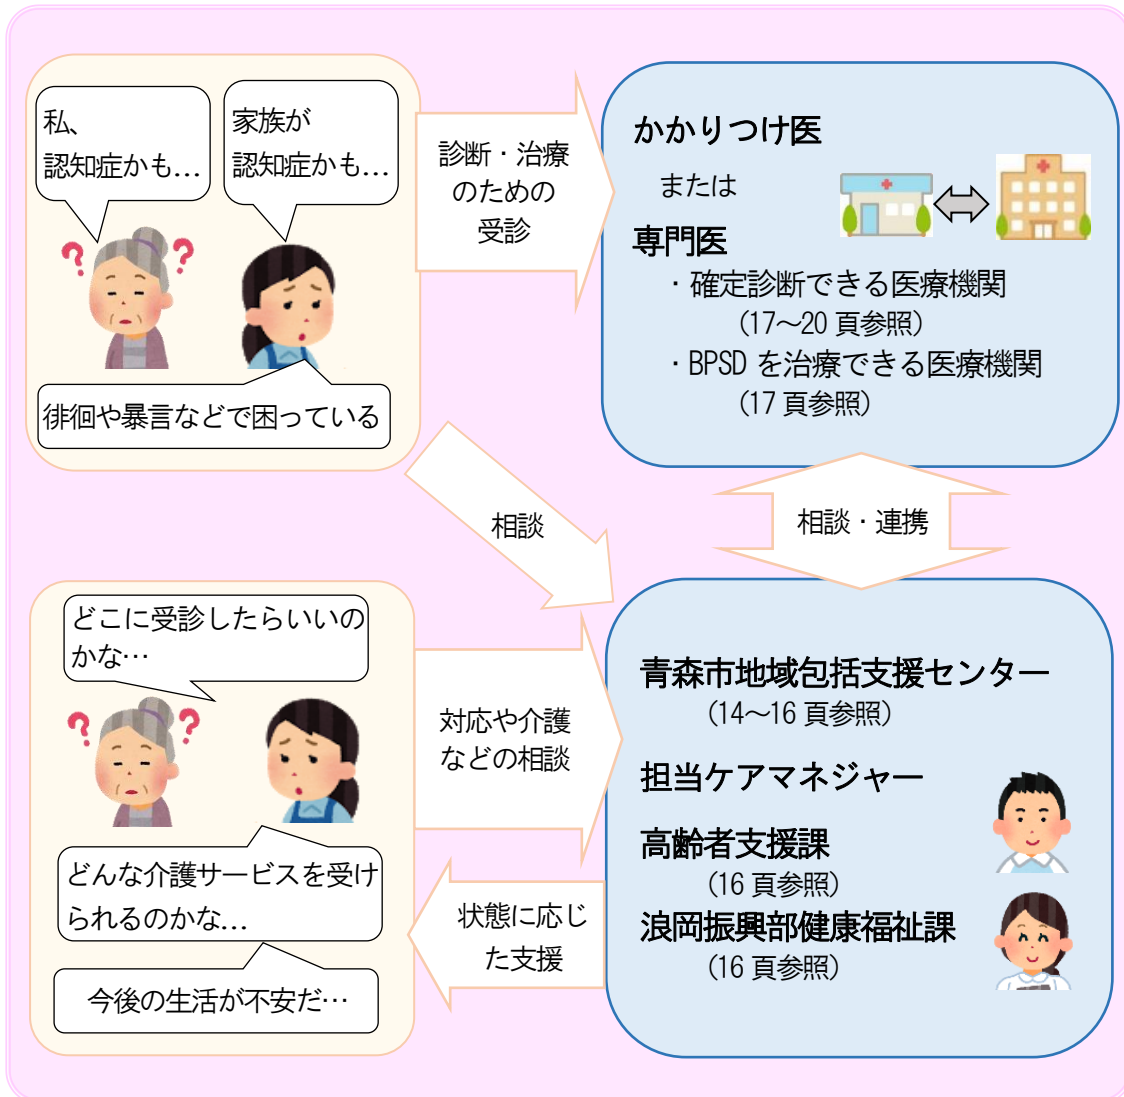 私、
認知症かも…
家族が
認知症かも…
徘徊や暴言などで困っている
診断・治療
のための
受診
かかりつけ医
または
専門医
・確定診断できる医療機関
(17～20 頁参照)
・BPSD を治療できる医療機関
(17 頁参照)
相談
相談・連携
どこに受診したらいいの
かな…
どんな介護サービスを受け
られるのかな…
今後の生活が不安だ…
対応や介護
などの相談
状態に応じ
た支援
青森市地域包括支援センター
(14～16 頁参照)
担当ケアマネジャー
高齢者支援課
(16 頁参照)
浪岡振興部健康福祉課
(16 頁参照)